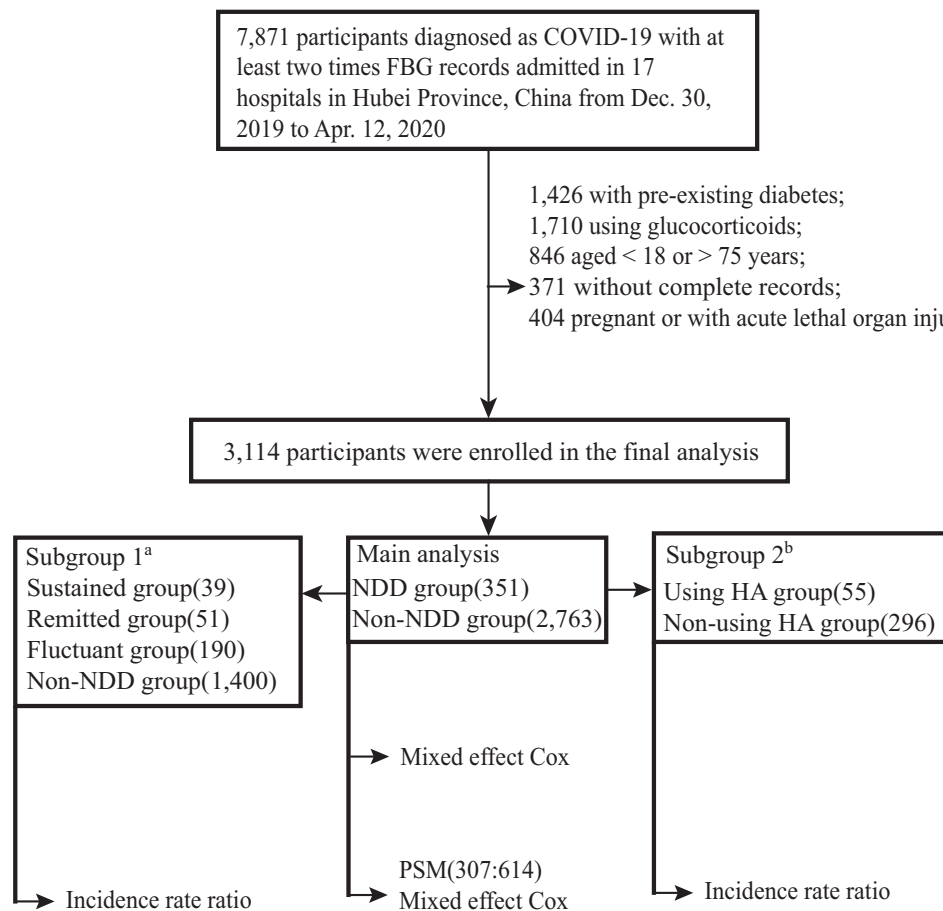 7,871 participants diagnosed as COVID-19 with at
least two times FBG records admitted in 17
hospitals in Hubei Province, China from Dec. 30,
2019 to Apr. 12, 2020
1,426 with pre-existing diabetes;
1,710 using glucocorticoids;
846 aged < 18 or > 75 years;
371 without complete records;
404 pregnant or with acute lethal organ inju
3,114 participants were enrolled in the final analysis
Subgroup 1a
Sustained group(39)
Remitted group(51)
Fluctuant group(190)
Non-NDD group(1,400)
Main analysis
NDD group(351)
Non-NDD group(2,763)
Subgroup 2b
Using HA group(55)
Non-using HA group(296)
Mixed effect Cox
PSM(307:614)
Mixed effect Cox
Incidence rate ratio
Incidence rate ratio